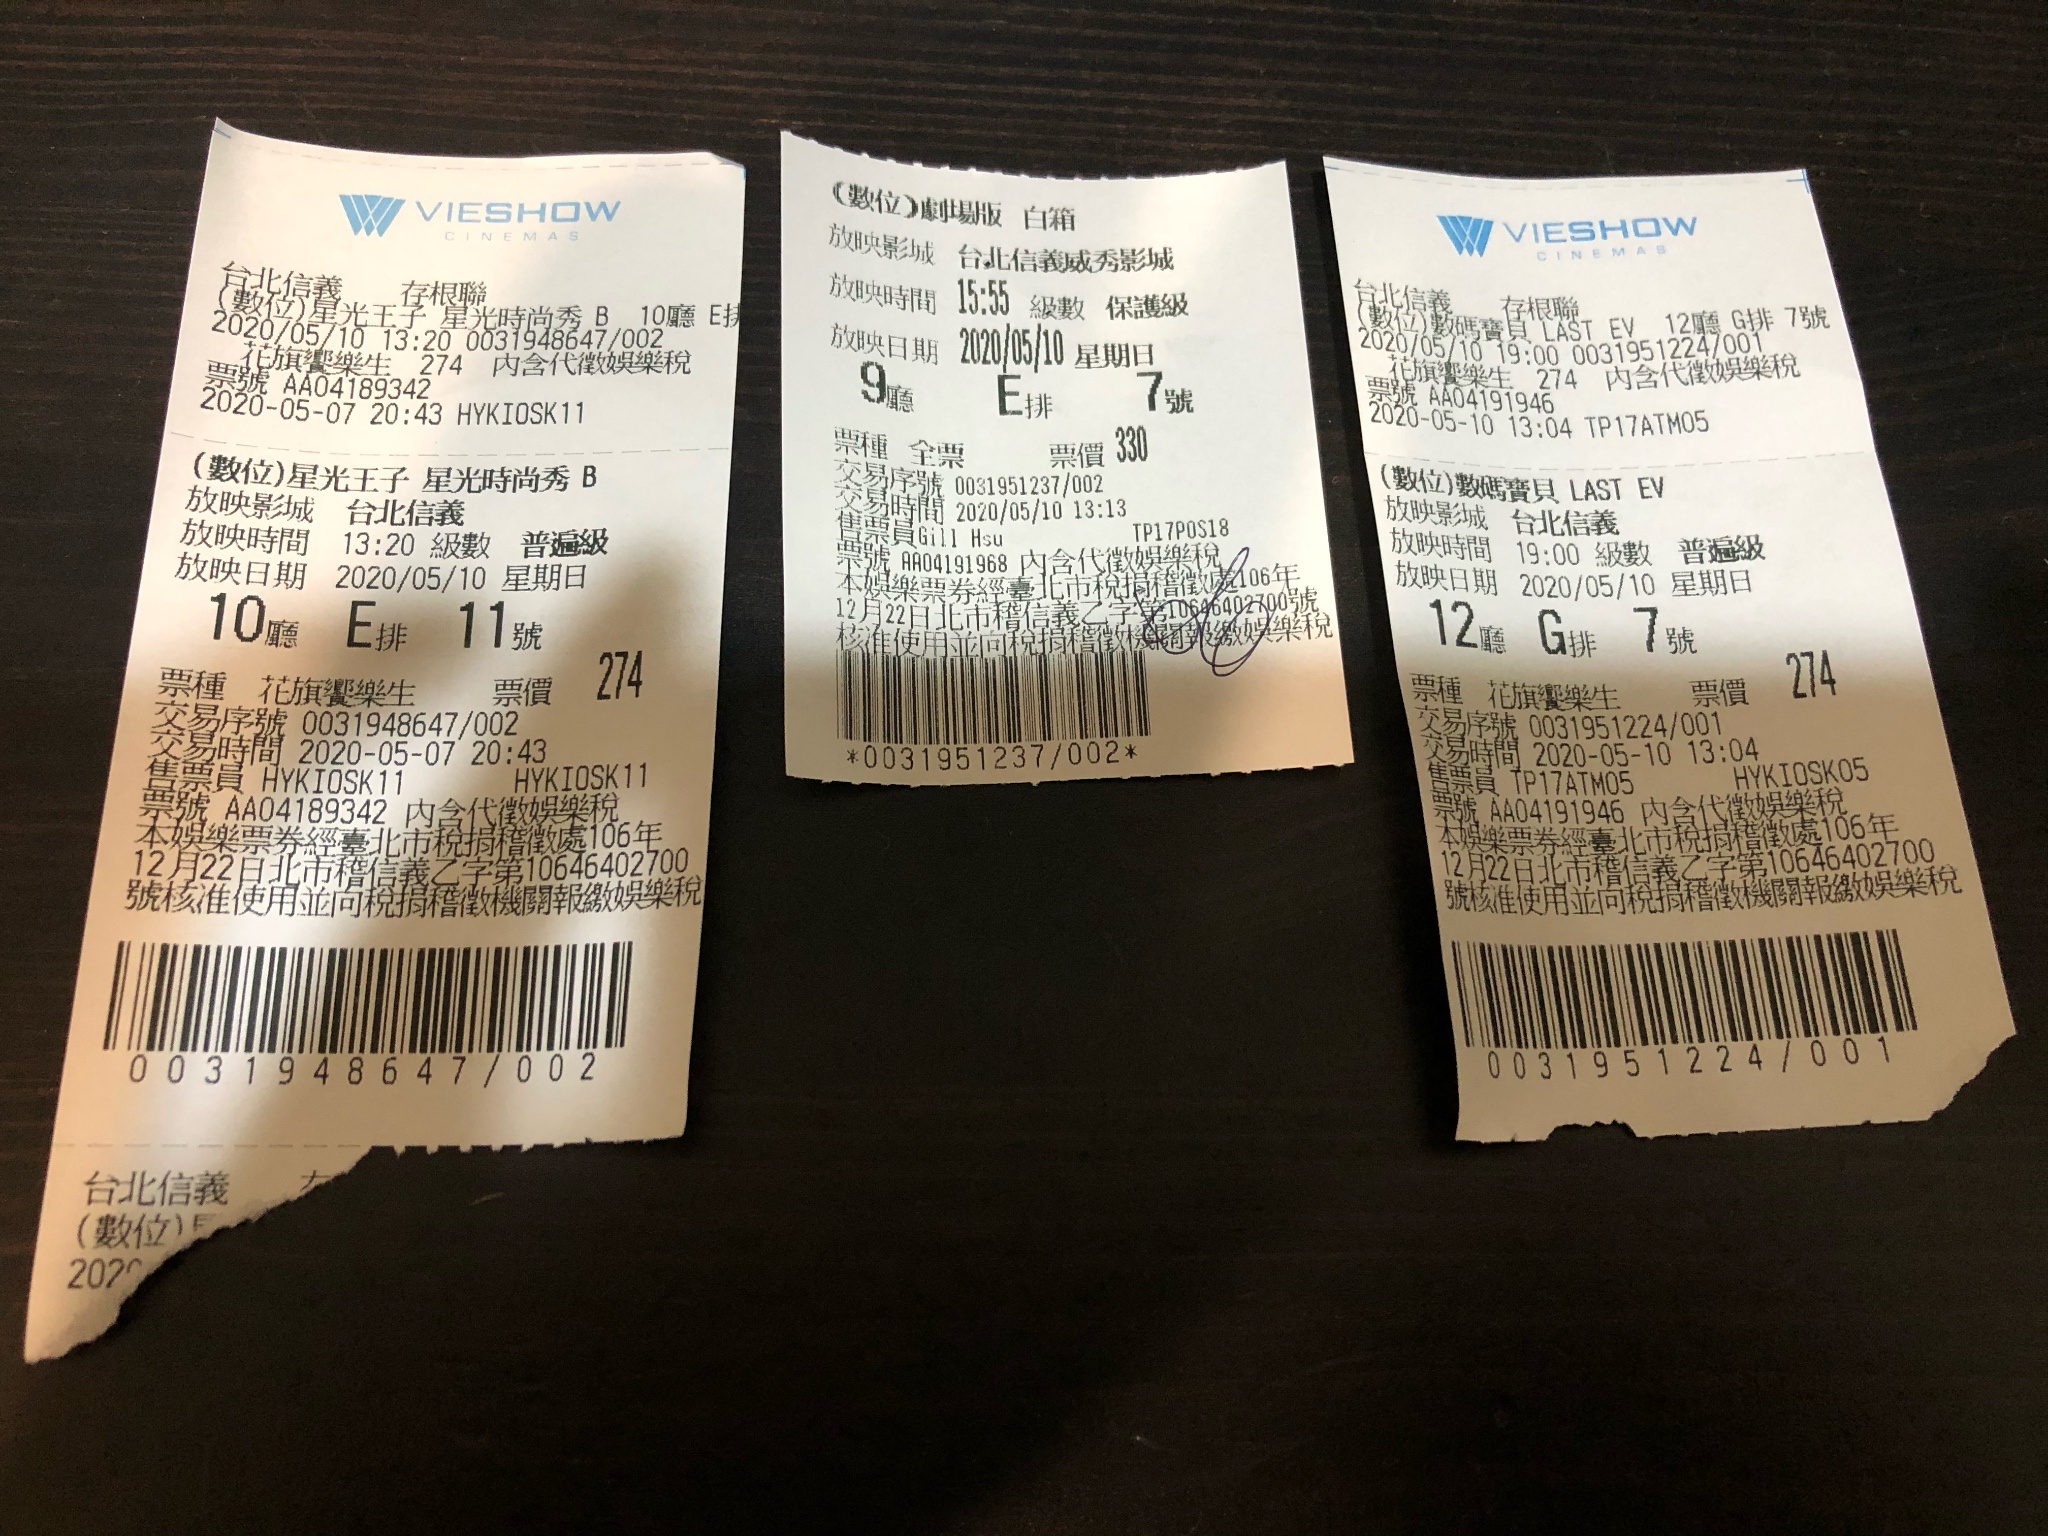 VIESHOW
CINEMAS
台北信義 存根聯
(數位)星光王子 星光時尚秀 B 10廳 E排
2020/05/10 13:20 0031948647/002
花旗饗樂生 274 內含代徵娛樂稅
票號 AA04189342
2020-05-07 20:43 HYKIOSK11
(數位)星光王子 星光時尚秀 B
放映影城 台北信義
放映時間 13:20 級數 普遍級
放映日期 2020/05/10 星期日
10廳 E排 11號
票種 花旗饗樂生 票價 274
交易序號 0031948647/002
交易時間 2020-05-07 20:43
售票員 HYKIOSK11 HYKIOSK11
票號 AA04189342 內含代徵娛樂稅
本娛樂票券經臺北市稅捐稽徵處106年
12月22日北市稽信義乙字第10646402700
號核准使用並向稅捐稽徵機關報繳娛樂稅
0031948647/002
台北信義
(數位)
202
(數位)劇場版 白箱
放映影城 台北信義威秀影城
放映時間 15:55 級數 保護級
放映日期 2020/05/10 星期日
9廳 E排 7號
票種 全票 票價 330
交易序號 0031951237/002
交易時間 2020/05/10 13:13
售票員Gill Hsu TP17POS18
票號 AA04191968 內含代徵娛樂稅
本娛樂票券經臺北市稅捐稽徵處106年
12月22日北市稽信義乙字第10646402700號
核准使用並向稅捐稽徵機關報繳娛樂稅
*0031951237/002*
VIESHOW
CINEMAS
台北信義 存根聯
(數位)數碼寶貝 LAST EV 12廳 G排 7號
2020/05/10 19:00 0031951224/001
花旗饗樂生 274 內含代徵娛樂稅
票號 AA04191946
2020-05-10 13:04 TP17ATM05
(數位)數碼寶貝 LAST EV
放映影城 台北信義
放映時間 19:00 級數 普遍級
放映日期 2020/05/10 星期日
12廳 G排 7號
票種 花旗饗樂生 票價 274
交易序號 0031951224/001
交易時間 2020-05-10 13:04
售票員 TP17ATM05 HYKIOSK05
票號 AA04191946 內含代徵娛樂稅
本娛樂票券經臺北市稅捐稽徵處106年
12月22日北市稽信義乙字第10646402700
號核准使用並向稅捐稽徵機關報繳娛樂稅
0031951224/001